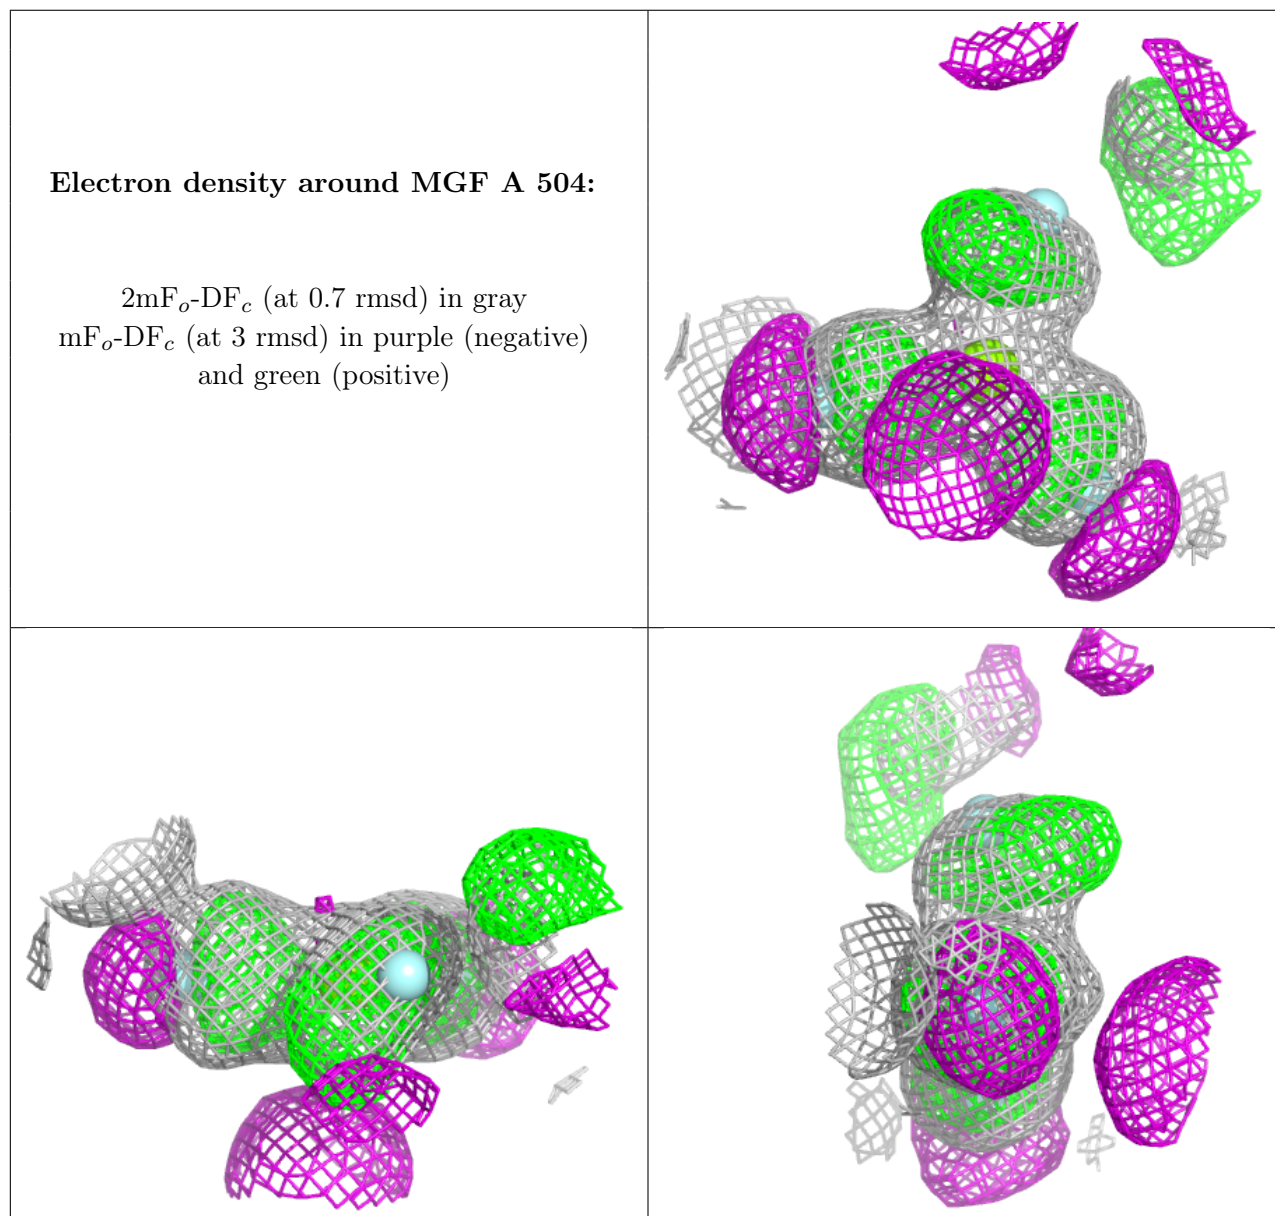 Electron density around MGF A 504:
2mFo-DFc (at 0.7 rmsd) in gray
mFo-DFc (at 3 rmsd) in purple (negative)
and green (positive)